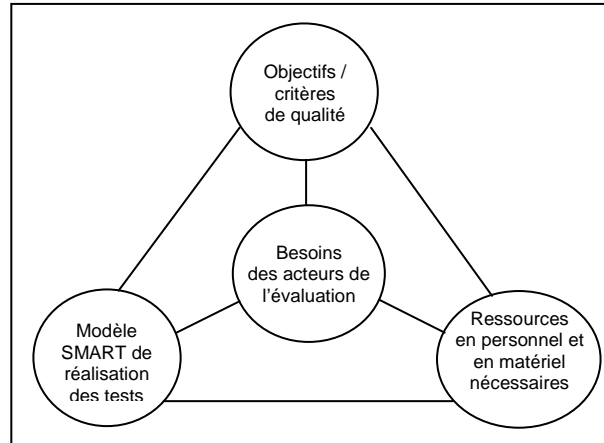 Objectifs /
critères
de qualité
Besoins
des acteurs de
l'évaluation
Modèle
SMART de
réalisation
des tests
Ressources
en personnel et
en matériel
nécessaires